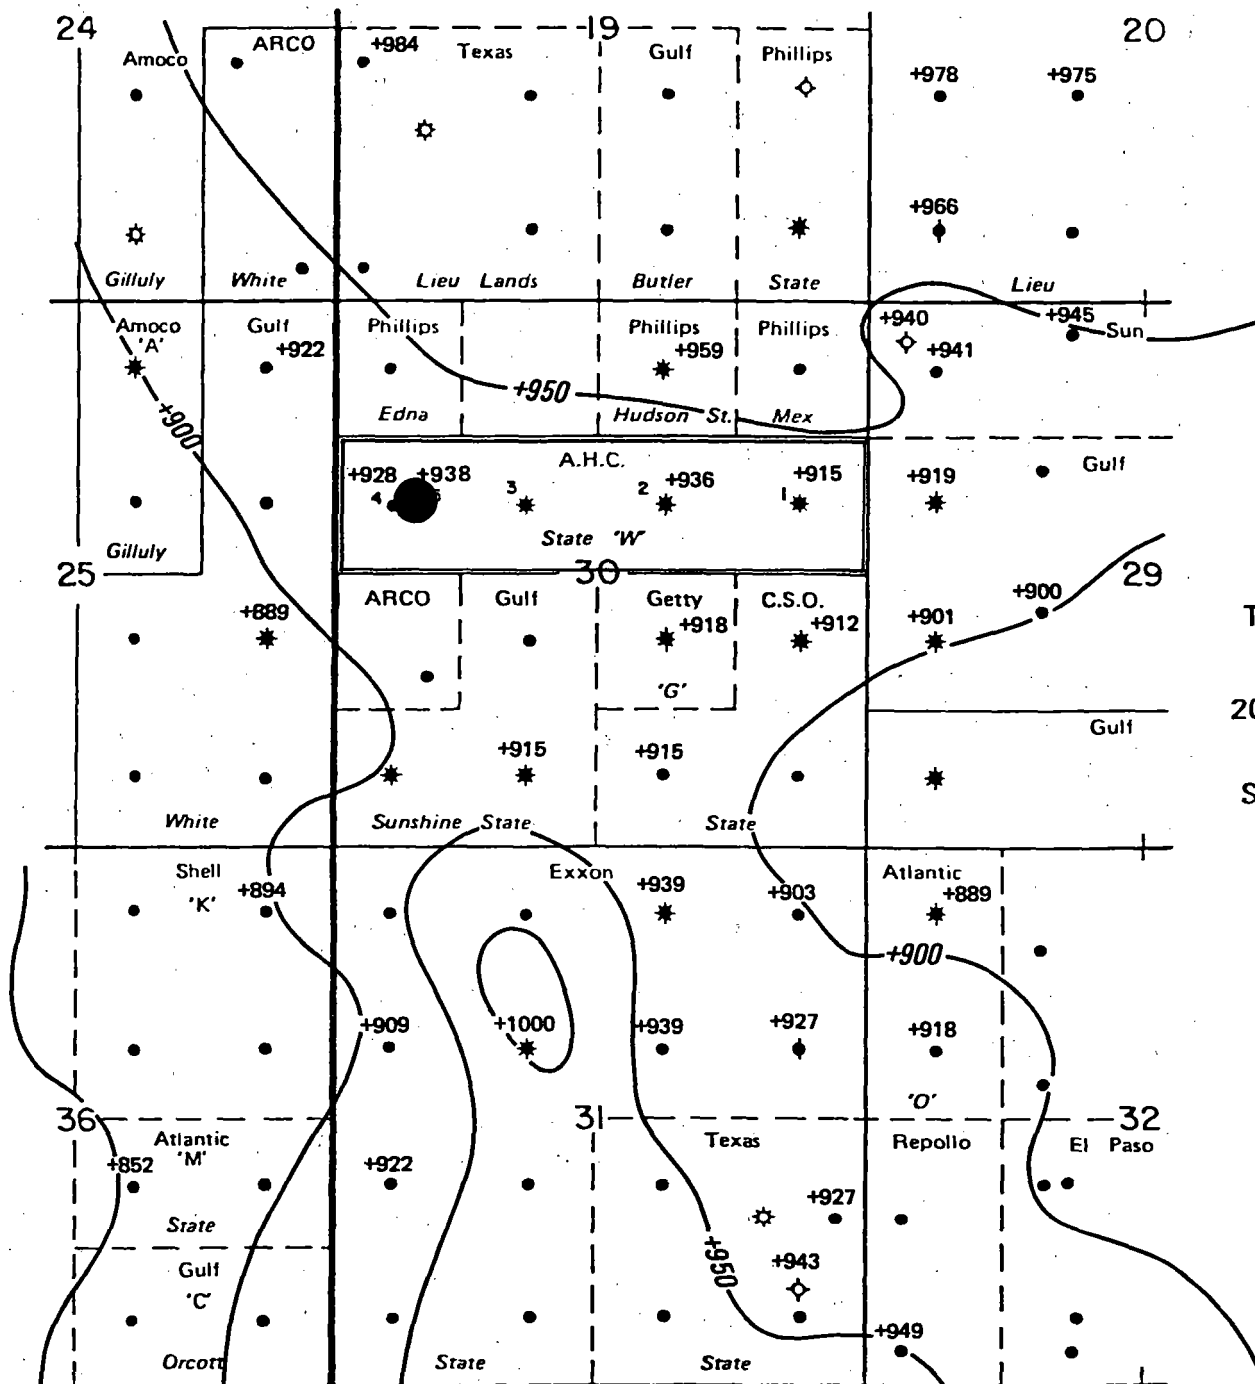 24 19 20
ARCO +984 Texas Gulf Phillips
Amoco
+978 +975
+966
Gilluly White Lieu Lands Butler State Lieu
Amoco Gulf Phillips Phillips Phillips +940 +945 Sun
'A' +922 +959 +941
+950
+900 Edna Hudson St. Mex
A.H.C. Gulf
+928 +938 +936 +915 +919
4 3 2 1
State 'W'
Gilluly
25 30 29
ARCO Gulf Getty C.S.O. +900
+889 +918 +912 +901 T
'G'
20
Gulf
+915 +915
S
White Sunshine State State
Shell Exxon Atlantic
'K' +894 +939 +903 +889
+900
+909 +1000 +939 +927 +918
'O'
36 31 32
Atlantic Texas Repollo El Paso
'M'
+852 +922
+927
State
+950 +943
Gulf
'C'
+949
Orcott State State